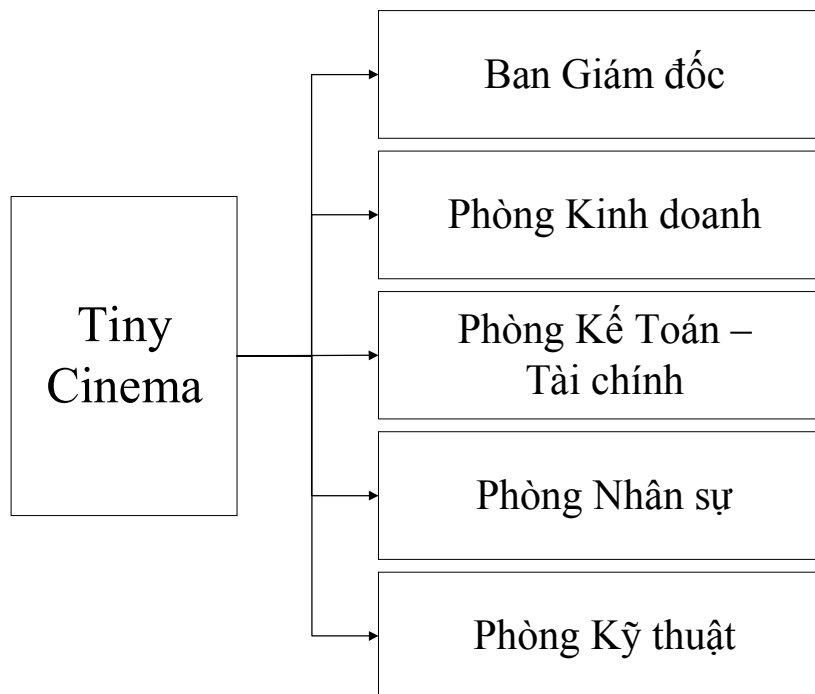 Ban Giám đốc
Phòng Kinh doanh
Tiny
Cinema
Phòng Kế Toán –
Tài chính
Phòng Nhân sự
Phòng Kỹ thuật